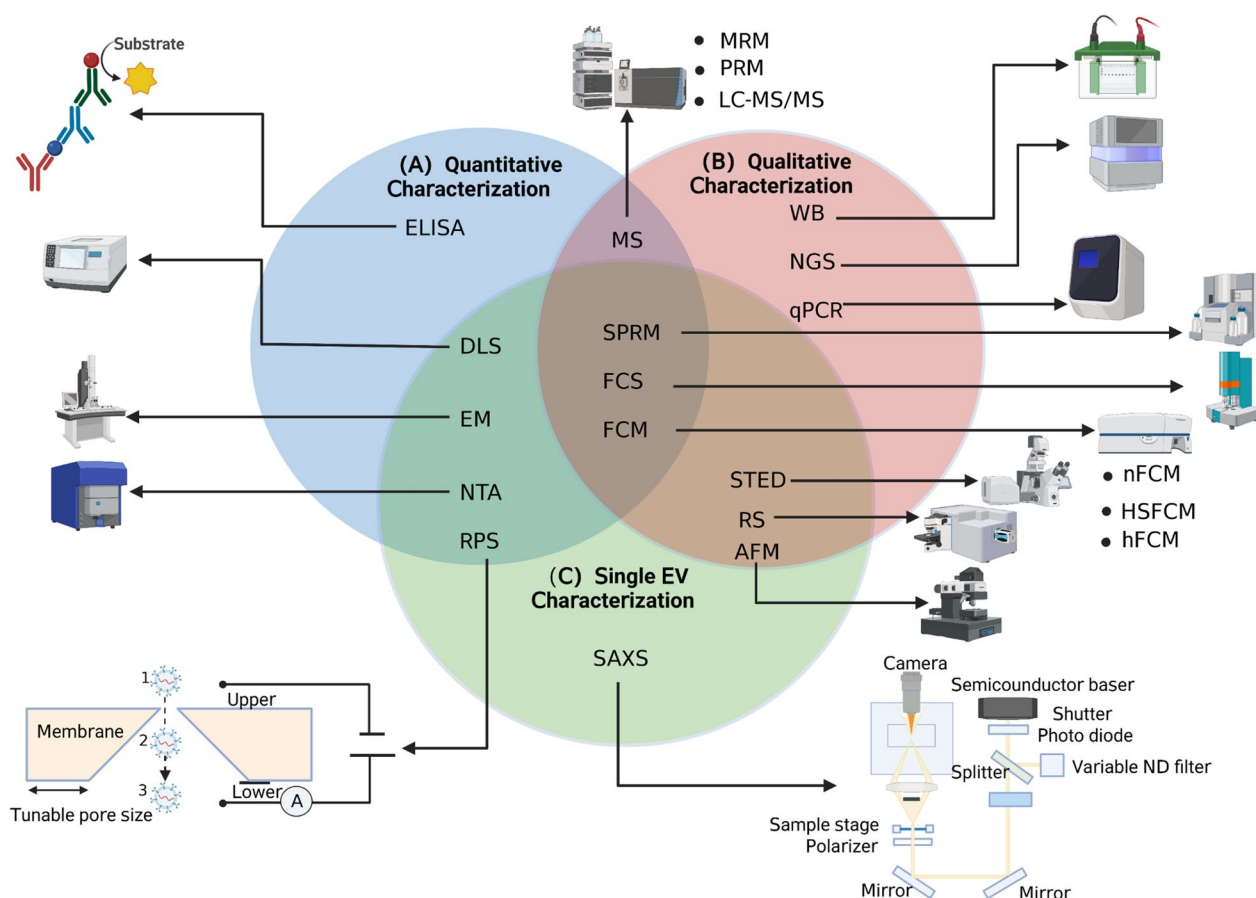 Substrate
• MRM
• PRM
• LC-MS/MS
(A) Quantitative
Characterization
(B) Qualitative
Characterization
ELISA
WB
MS
NGS
qPCR
SPRM
DLS
FCS
EM
FCM
STED
• nFCM
NTA
RS
• HSFCM
RPS
AFM
• hFCM
(C) Single EV
Characterization
SAXS
1
Upper
Membrane
2
3
Lower
A
Tunable pore size
Camera
Semicounductor baser
Shutter
Photo diode
Splitter
Variable ND filter
Sample stage
Polarizer
Mirror
Mirror